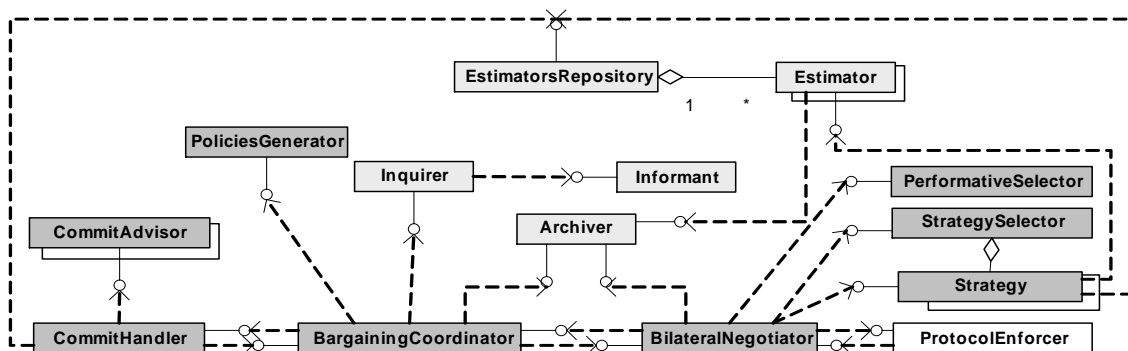 EstimatorsRepository
Estimator
1 *
PoliciesGenerator
Inquirer
Informant
PerformativeSelector
CommitAdvisor
Archiver
StrategySelector
Strategy
CommitHandler
BargainingCoordinator
BilateralNegotiator
ProtocolEnforcer